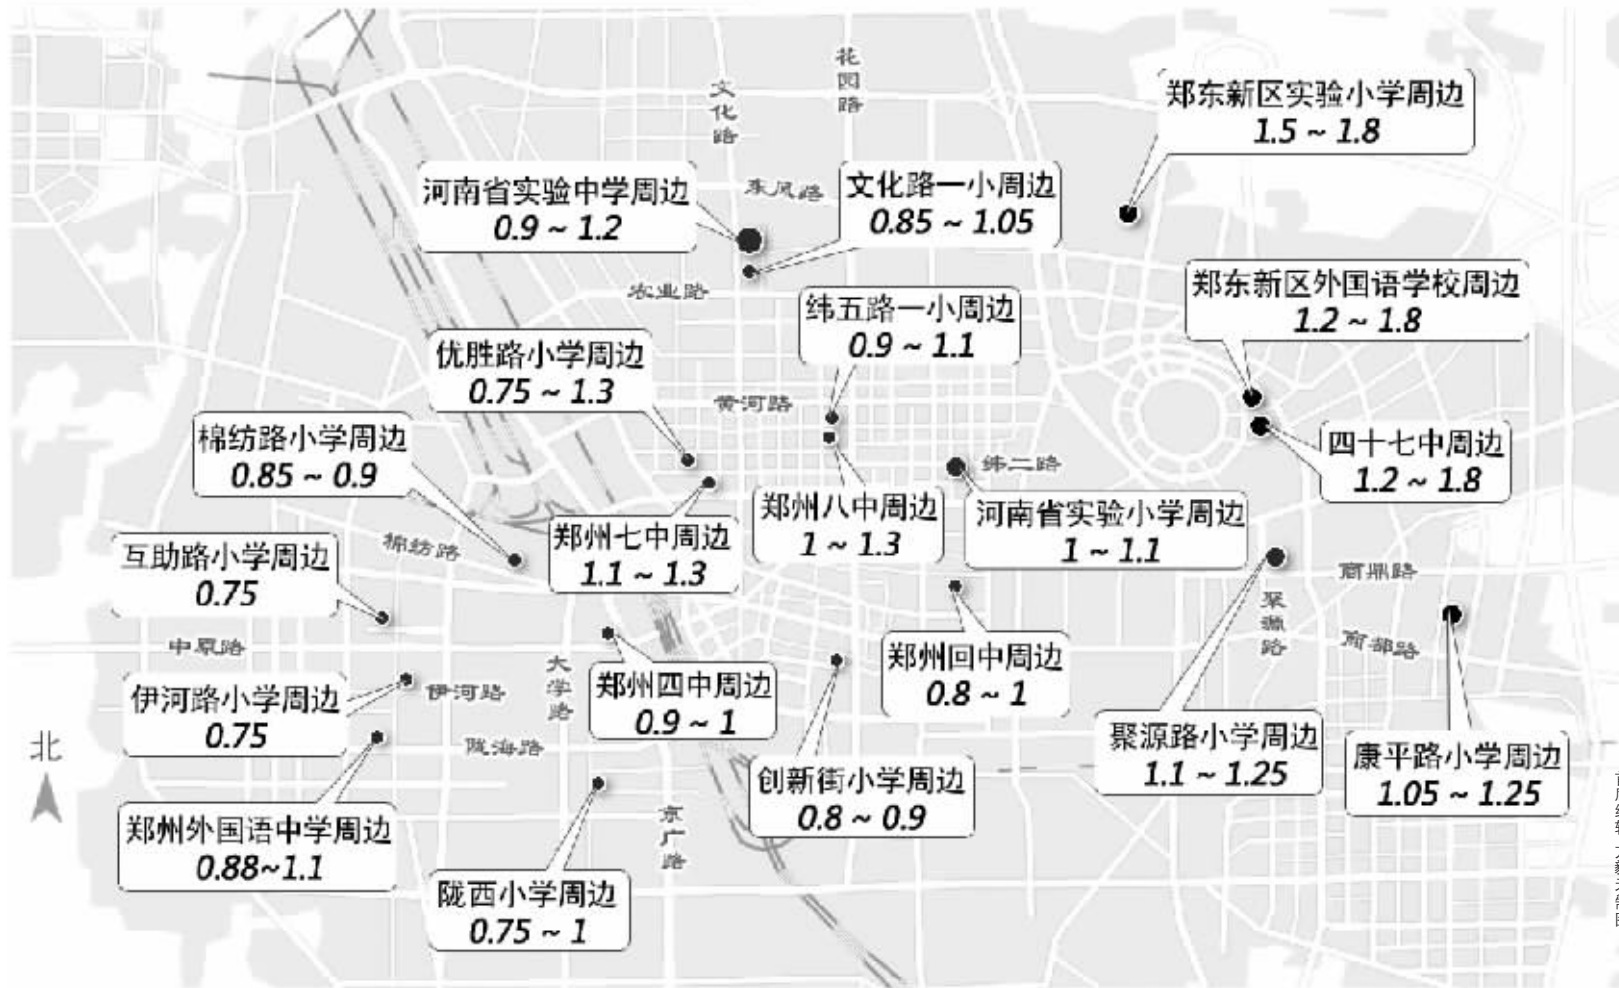 花园路
文化路
郑东新区实验小学周边
1.5 ~ 1.8
河南省实验中学周边
0.9 ~ 1.2
东风路
文化路一小周边
0.85 ~ 1.05
农业路
郑东新区外国语学校周边
1.2 ~ 1.8
纬五路一小周边
0.9 ~ 1.1
优胜路小学周边
0.75 ~ 1.3
黄河路
棉纺路小学周边
0.85 ~ 0.9
四十七中周边
1.2 ~ 1.8
纬二路
郑州八中周边
1 ~ 1.3
河南省实验小学周边
1 ~ 1.1
郑州七中周边
1.1 ~ 1.3
棉纺路
互助路小学周边
0.75
商鼎路
聚源路
商都路
中原路
郑州回中周边
0.8 ~ 1
大学路
郑州四中周边
0.9 ~ 1
伊河路小学周边
0.75
伊河路
陇海路
聚源路小学周边
1.1 ~ 1.25
康平路小学周边
1.05 ~ 1.25
北
创新街小学周边
0.8 ~ 0.9
京广路
郑州外国语中学周边
0.88~1.1
陇西小学周边
0.75 ~ 1